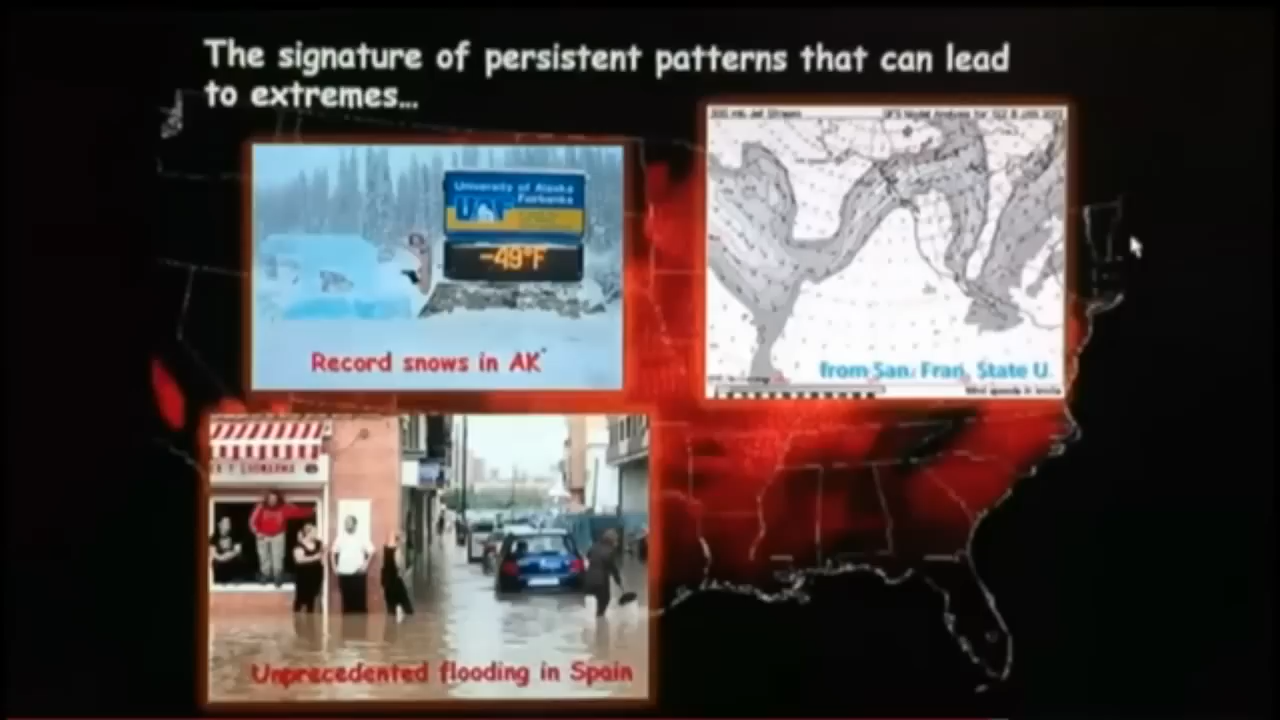 The signature of persistent patterns that can lead
to extremes...
University of Alaska
Fairbanks
UAF
-49°F
Record snows in AK
from San. Fran. State U.
Unprecedented flooding in Spain